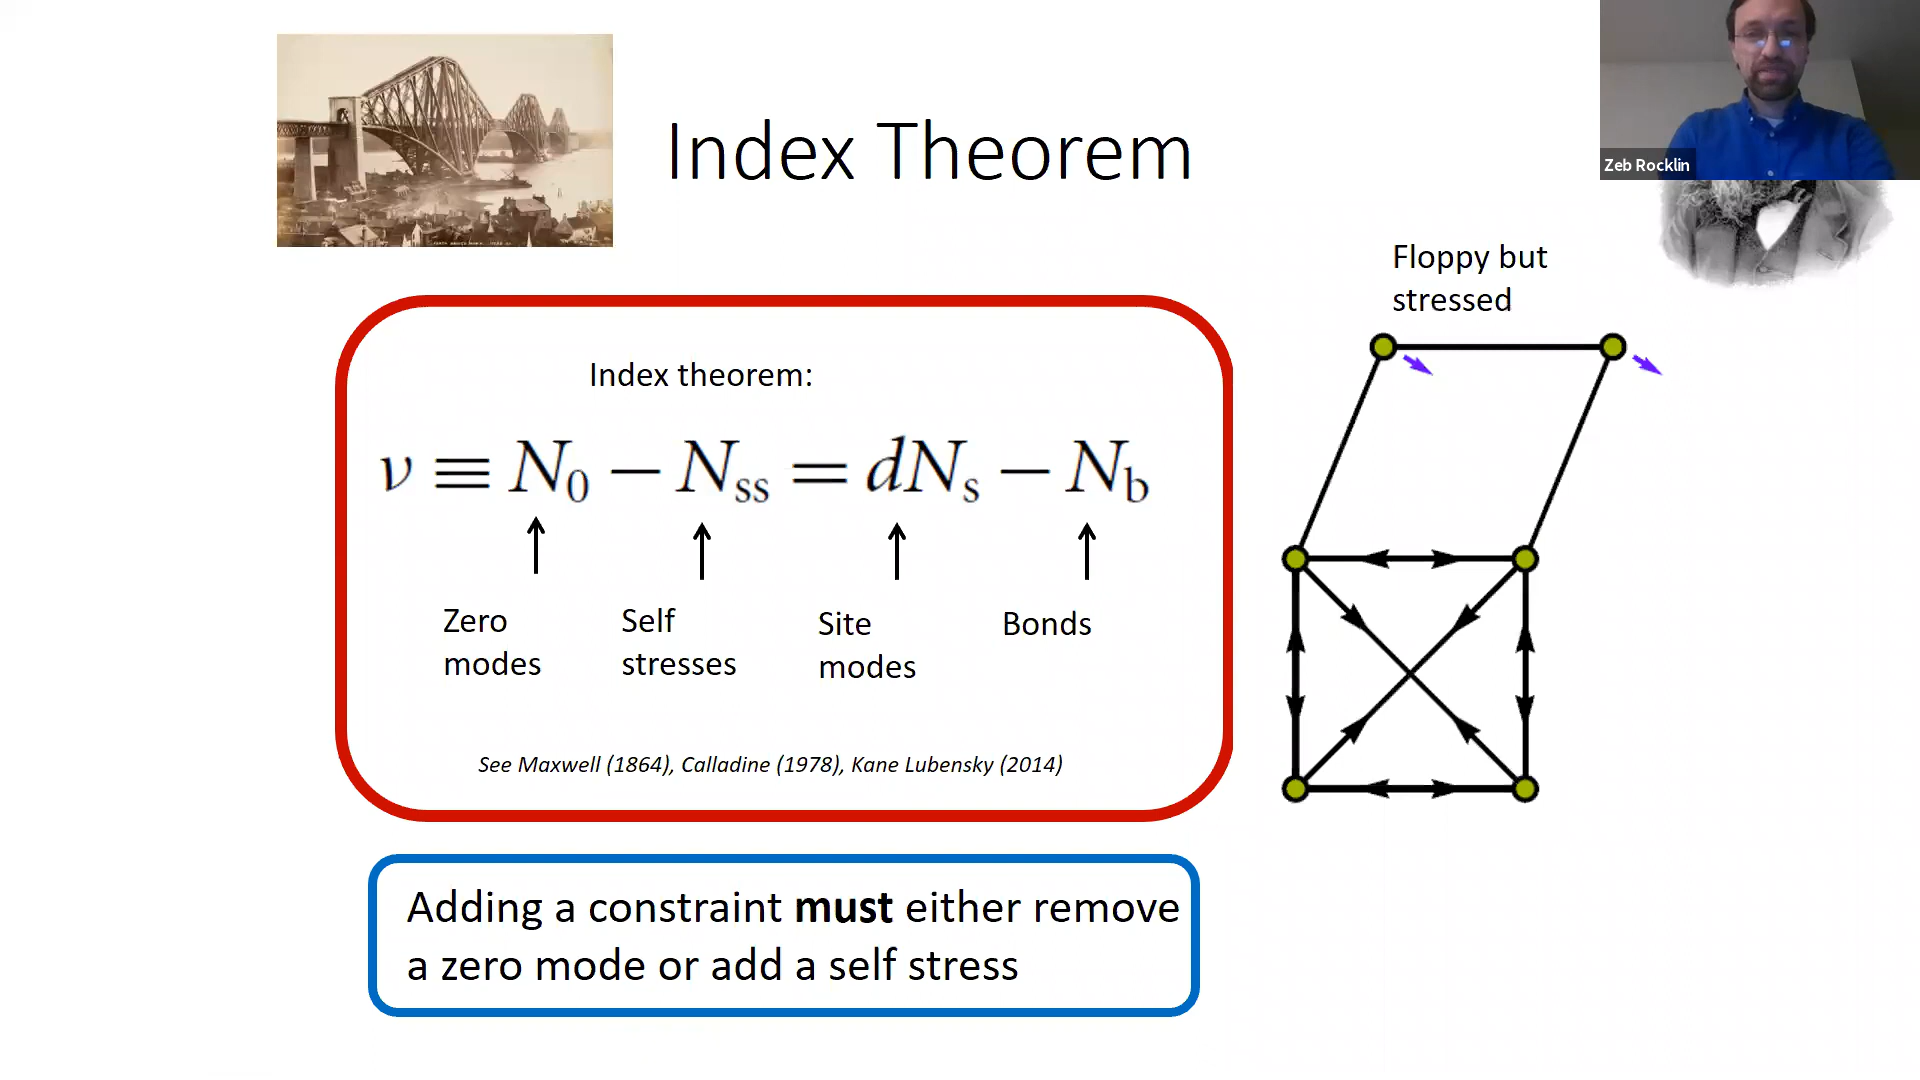 Index Theorem
Zeb Rocklin
Floppy but
stressed
Index theorem:
ν ≡ N₀ − Nₛₛ = dNₛ − N_b
Zero
modes
Self
stresses
Site
modes
Bonds
See Maxwell (1864), Calladine (1978), Kane Lubensky (2014)
Adding a constraint must either remove
a zero mode or add a self stress